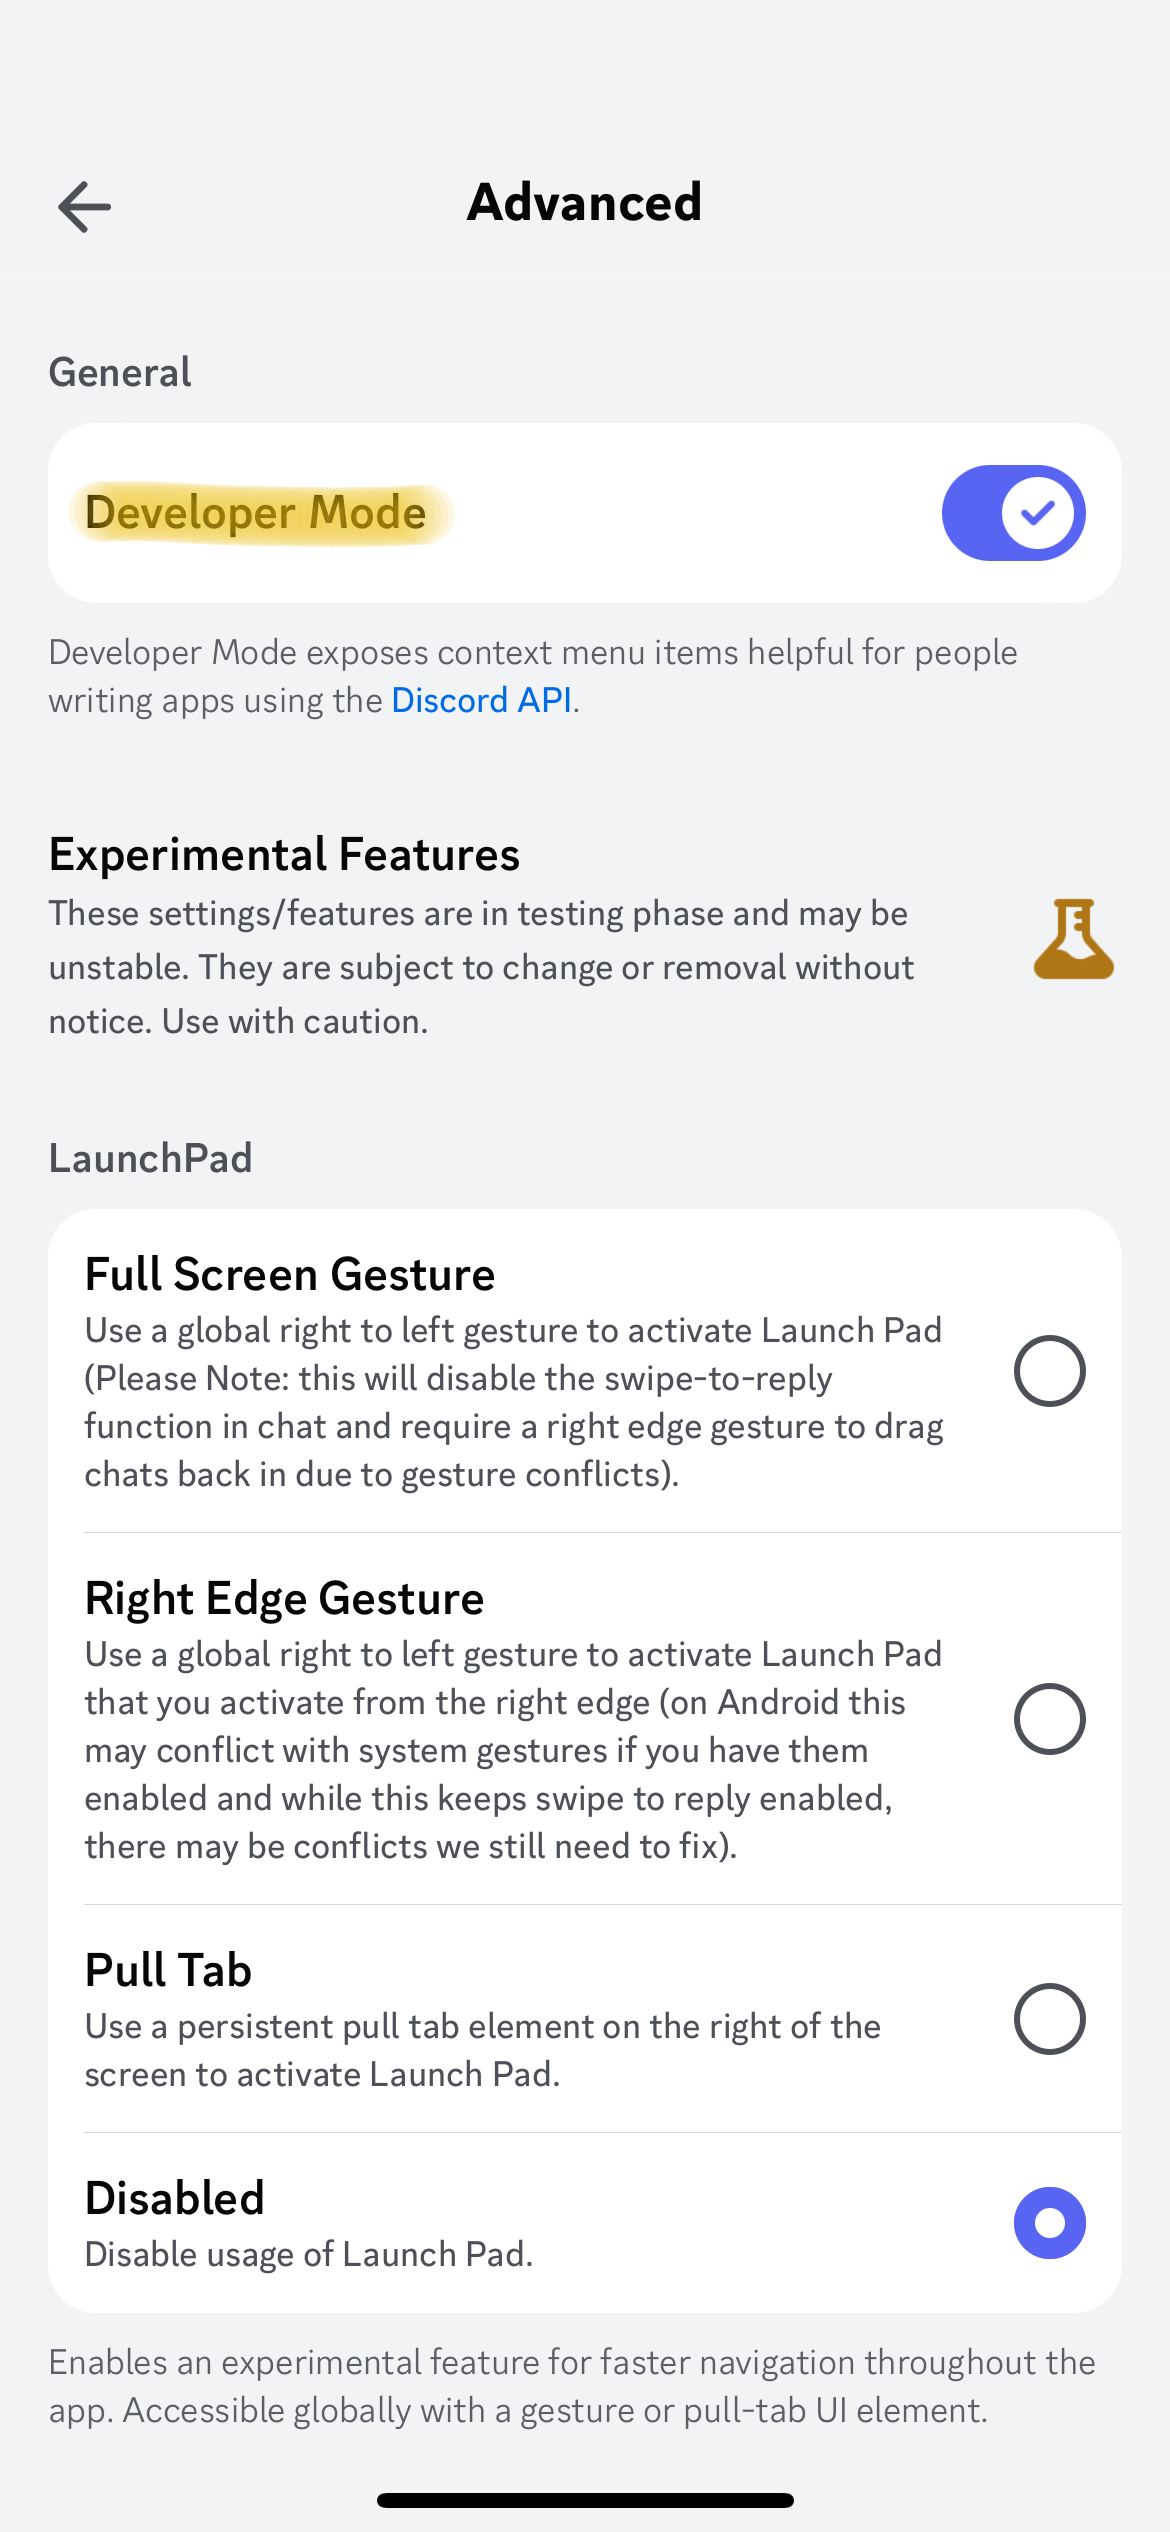 Advanced
General
Developer Mode
Developer Mode exposes context menu items helpful for people
writing apps using the Discord API.
Experimental Features
These settings/features are in testing phase and may be
unstable. They are subject to change or removal without
notice. Use with caution.
LaunchPad
Full Screen Gesture
Use a global right to left gesture to activate Launch Pad
(Please Note: this will disable the swipe-to-reply
function in chat and require a right edge gesture to drag
chats back in due to gesture conflicts).
Right Edge Gesture
Use a global right to left gesture to activate Launch Pad
that you activate from the right edge (on Android this
may conflict with system gestures if you have them
enabled and while this keeps swipe to reply enabled,
there may be conflicts we still need to fix).
Pull Tab
Use a persistent pull tab element on the right of the
screen to activate Launch Pad.
Disabled
Disable usage of Launch Pad.
Enables an experimental feature for faster navigation throughout the
app. Accessible globally with a gesture or pull-tab UI element.